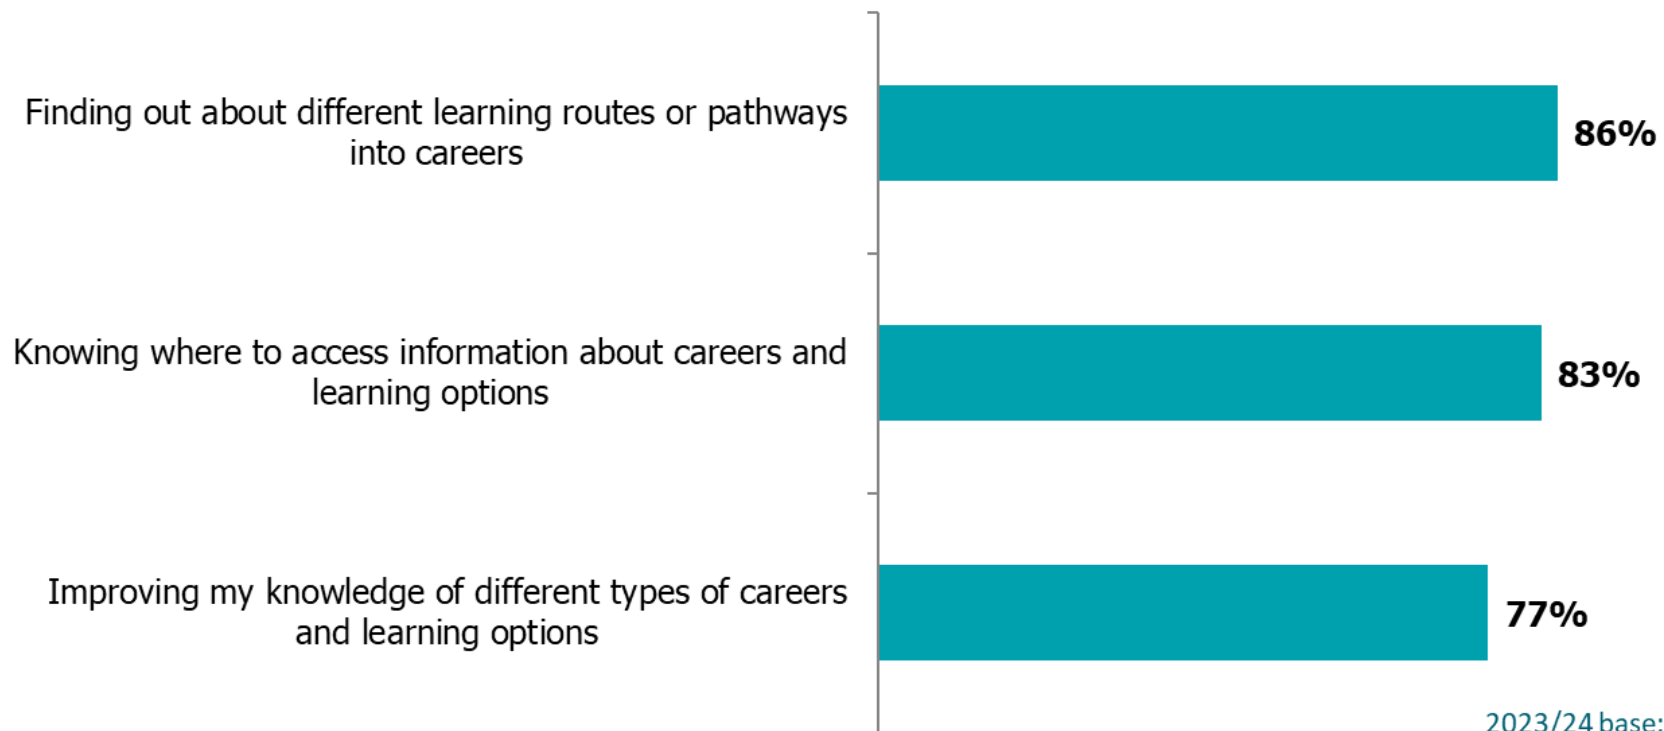 Finding out about different learning routes or pathways
into careers
86%
Knowing where to access information about careers and
learning options
83%
Improving my knowledge of different types of careers
and learning options
77%
2023/24 base: